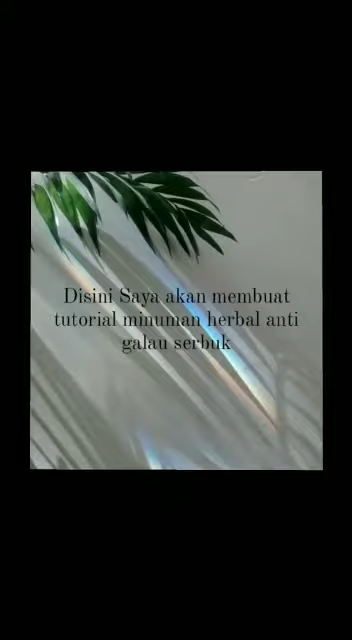 Disini Saya akan membuat
tutorial minuman herbal anti
galau serbuk